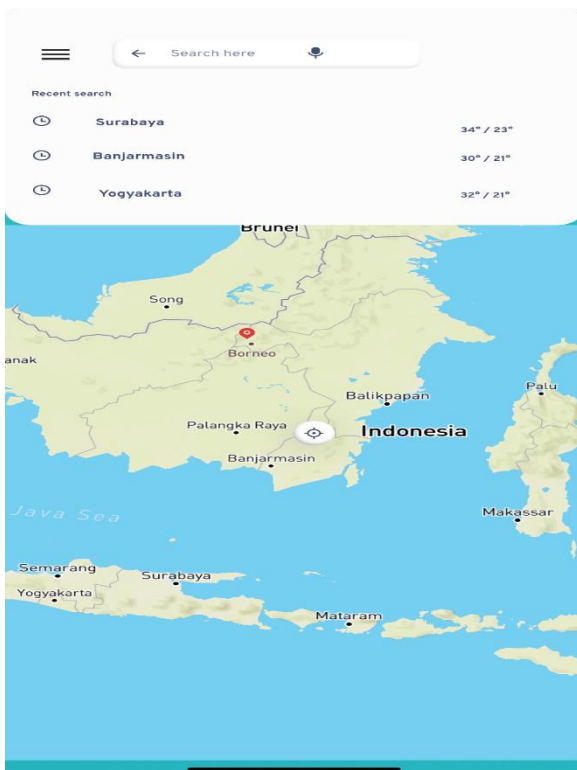 Search here
Recent search
Surabaya 34° / 23°
Banjarmasin 30° / 21°
Yogyakarta 32° / 21°
Brunei
Song
Borneo
anak
Palu
Balikpapan
Palangka Raya
Indonesia
Banjarmasin
Java Sea
Makassar
Semarang
Surabaya
Yogyakarta
Mataram